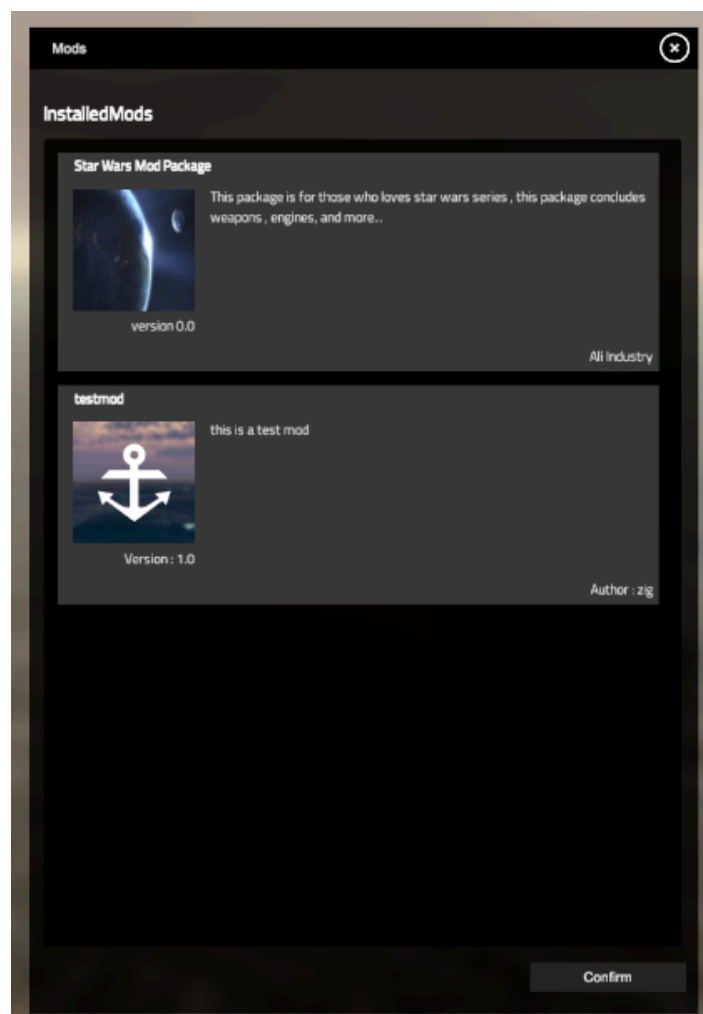 Mods
InstalledMods
Star Wars Mod Package
This package is for those who loves star wars series , this package concludes
weapons , engines, and more...
version 0.0
Ali Industry
testmod
this is a test mod
Version : 1.0
Author : zig
Confirm